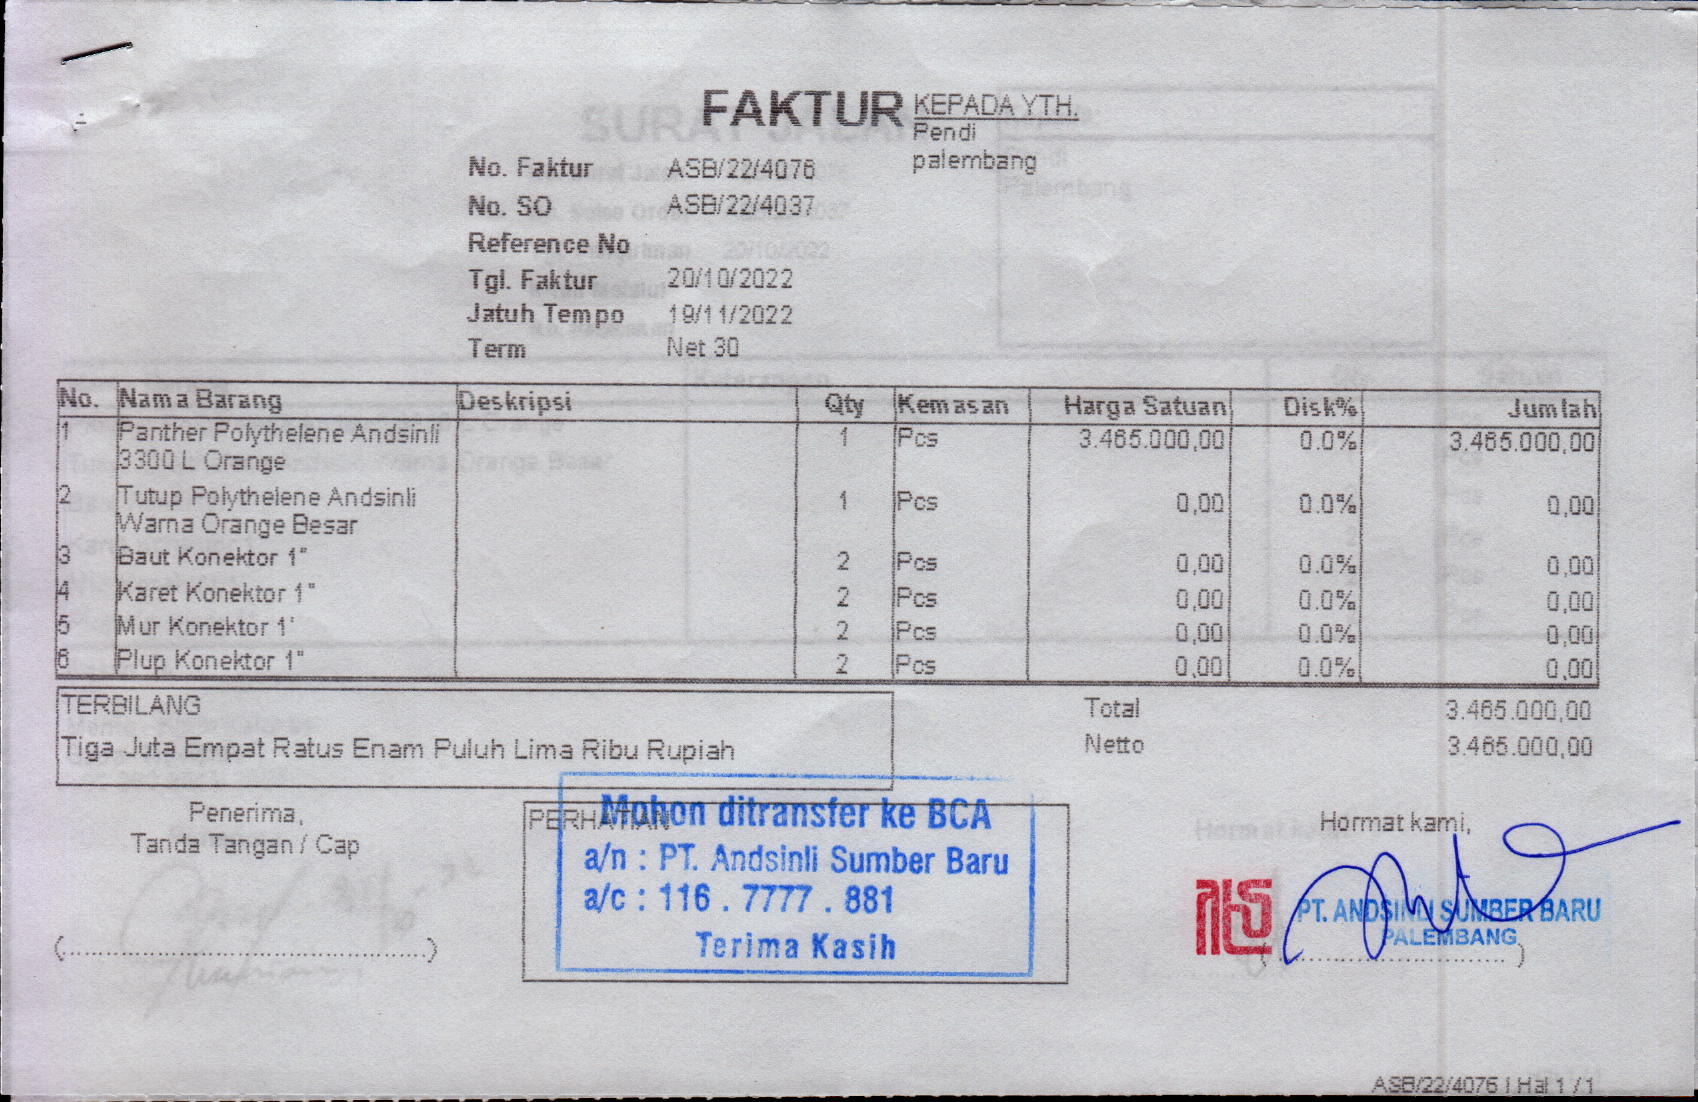 FAKTUR
KEPADA YTH.
Pendi
palembang
No. Faktur ASB/22/4076
No. SO ASB/22/4037
Reference No
Tgl. Faktur 20/10/2022
Jatuh Tempo 19/11/2022
Term Net 30
No. Nama Barang Deskripsi Qty Kemasan Harga Satuan Disk% Jumlah
1 Panther Polythelene Andsinli 1 Pcs 3.465.000,00 0.0% 3.465.000,00
3300 L Orange
2 Tutup Polythelene Andsinli 1 Pcs 0,00 0.0% 0,00
Warna Orange Besar
3 Baut Konektor 1" 2 Pcs 0,00 0.0% 0,00
4 Karet Konektor 1" 2 Pcs 0,00 0.0% 0,00
5 Mur Konektor 1' 2 Pcs 0,00 0.0% 0,00
6 Plup Konektor 1" 2 Pcs 0,00 0.0% 0,00
TERBILANG
Tiga Juta Empat Ratus Enam Puluh Lima Ribu Rupiah
Total 3.465.000,00
Netto 3.465.000,00
Penerima,
Tanda Tangan / Cap
(..........................................)
PERHATIAN
Mohon ditransfer ke BCA
a/n : PT. Andsinli Sumber Baru
a/c : 116 . 7777 . 881
Terima Kasih
Hormat kami,
PT. ANDSINLI SUMBER BARU
PALEMBANG
(..............................)
ASB/22/4076 | Hal 1 / 1